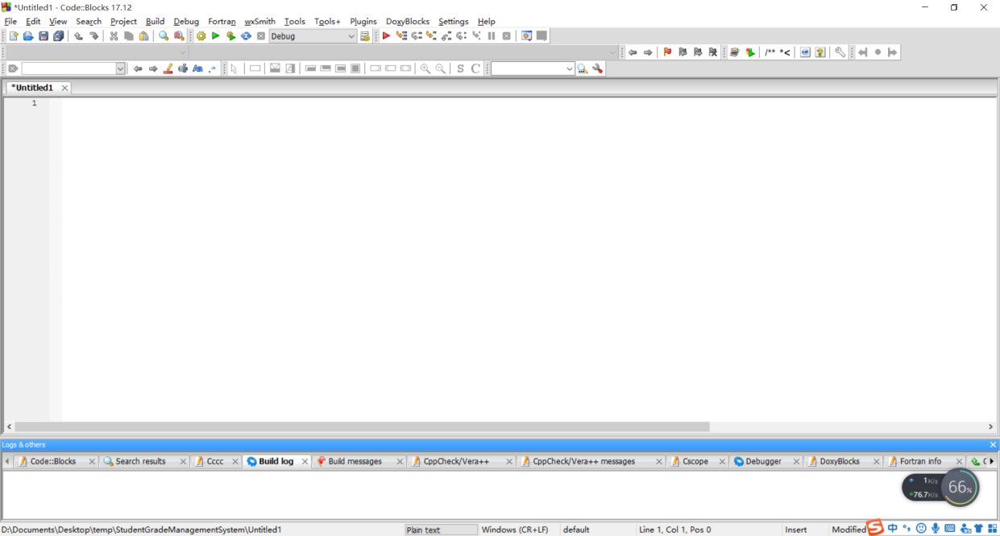 *Untitled1 - Code::Blocks 17.12
File Edit View Search Project Build Debug Fortran wxSmith Tools Tools+ Plugins DoxyBlocks Settings Help
Debug
/** *<
S C
*Untitled1
1
Logs & others
Code::Blocks Search results Cccc Build log Build messages CppCheck/Vera++ CppCheck/Vera++ messages Cscope Debugger DoxyBlocks Fortran info
1K/s
76.7K/s
66%
D:\Documents\Desktop\temp\StudentGradeManagementSystem\Untitled1 Plain text Windows (CR+LF) default Line 1, Col 1, Pos 0 Insert Modified S 中